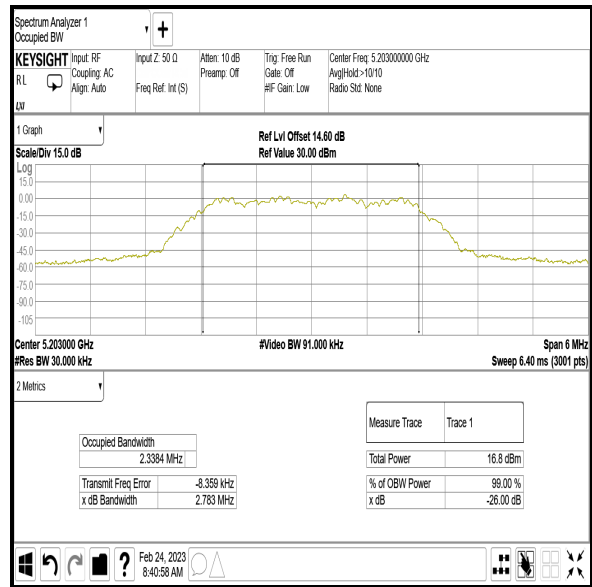 Spectrum Analyzer 1
Occupied BW
KEYSIGHT Input: RF Input Z: 50 Ω Atten: 10 dB Trig: Free Run Center Freq: 5.203000000 GHz
RL Coupling: AC Preamp: Off Gate: Off Avg|Hold:>10/10
Align: Auto Freq Ref: Int (S) #IF Gain: Low Radio Std: None
LXI
1 Graph
Ref Lvl Offset 14.60 dB
Scale/Div 15.0 dB Ref Value 30.00 dBm
Log
15.0
0.00
-15.0
-30.0
-45.0
-60.0
-75.0
-90.0
-105
Center 5.203000 GHz #Video BW 91.000 kHz Span 6 MHz
#Res BW 30.000 kHz Sweep 6.40 ms (3001 pts)
2 Metrics
Measure Trace Trace 1
Occupied Bandwidth
2.3384 MHz Total Power 16.8 dBm
Transmit Freq Error -8.359 kHz % of OBW Power 99.00 %
x dB Bandwidth 2.783 MHz x dB -26.00 dB
? Feb 24, 2023
8:40:58 AM